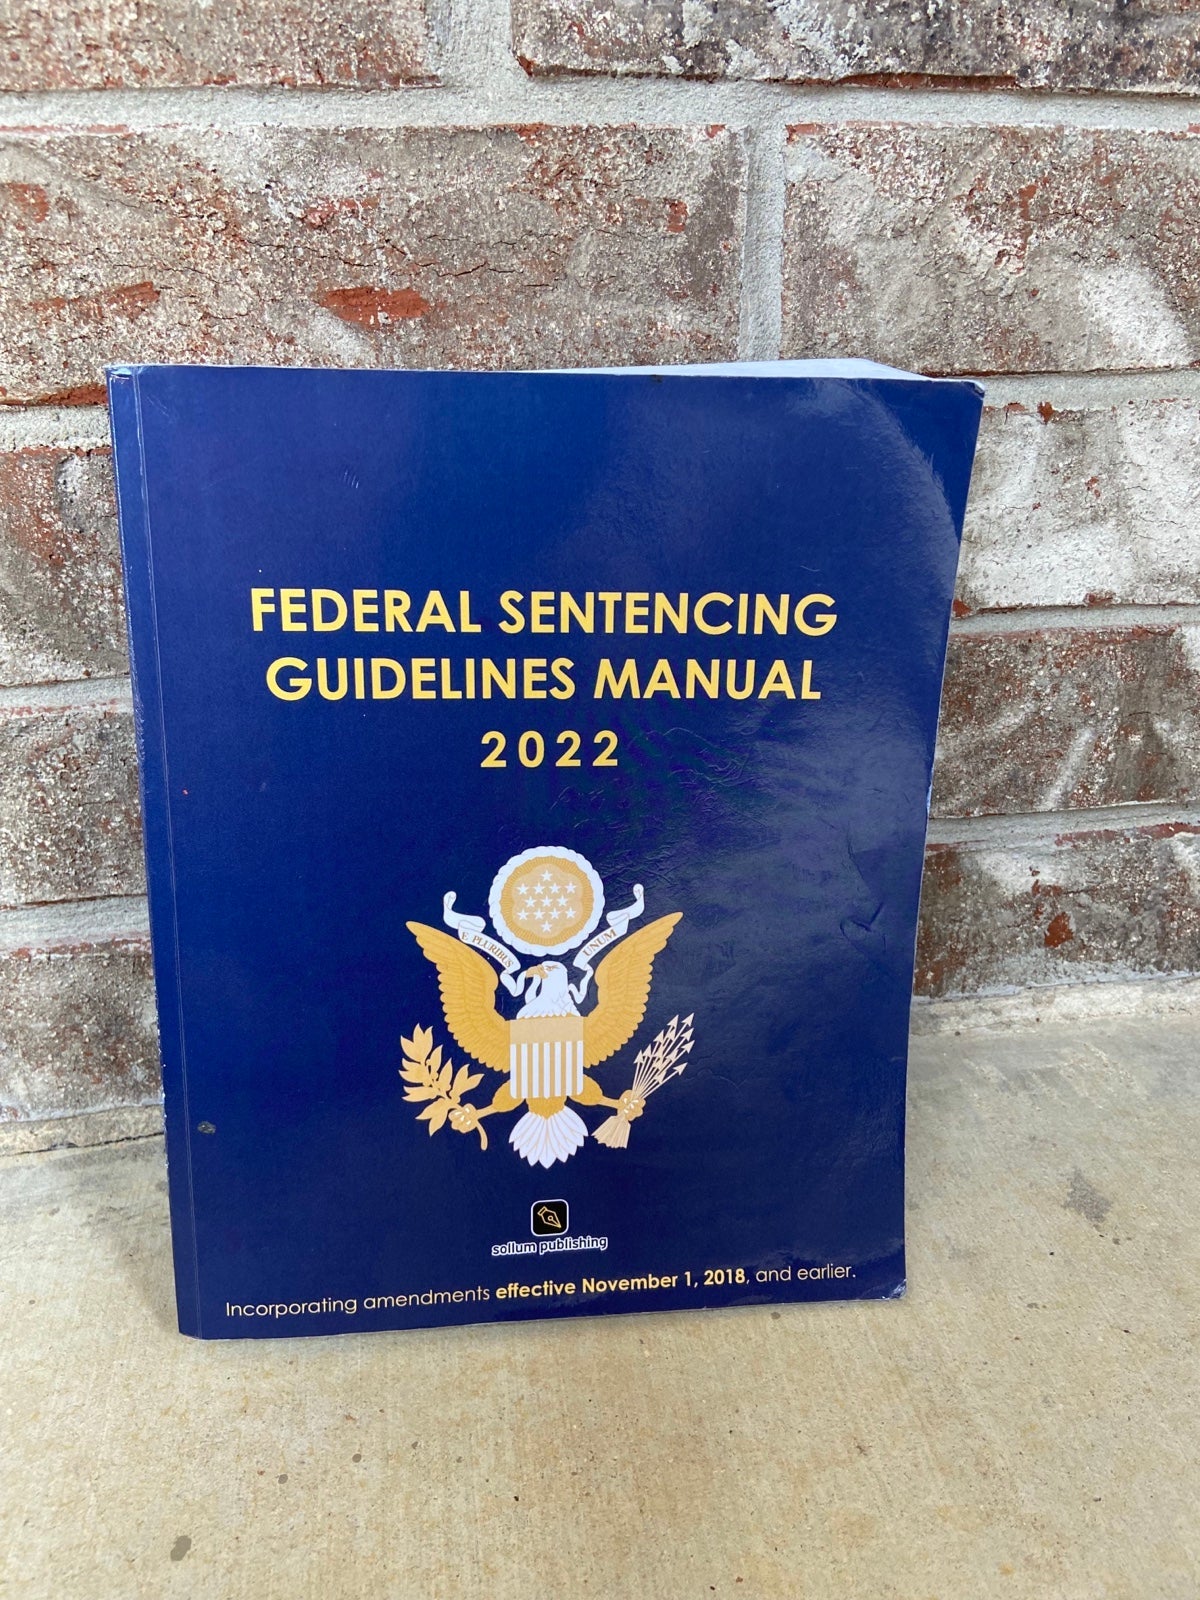 FEDERAL SENTENCING
GUIDELINES MANUAL
2022
E PLURIBUS UNUM
sollum publishing
Incorporating amendments effective November 1, 2018, and earlier.